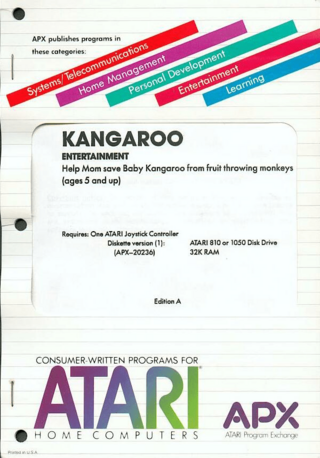 APX publishes programs in
these categories:
Systems/Telecommunications
Home Management
Personal Development
Entertainment
Learning
KANGAROO
ENTERTAINMENT
Help Mom save Baby Kangaroo from fruit throwing monkeys
(ages 5 and up)
Requires: One ATARI Joystick Controller
Diskette version (1): ATARI 810 or 1050 Disk Drive
(APX-20236) 32K RAM
Edition A
CONSUMER-WRITTEN PROGRAMS FOR
ATARI®
HOME COMPUTERS
APX
ATARI Program Exchange
Printed in U.S.A.